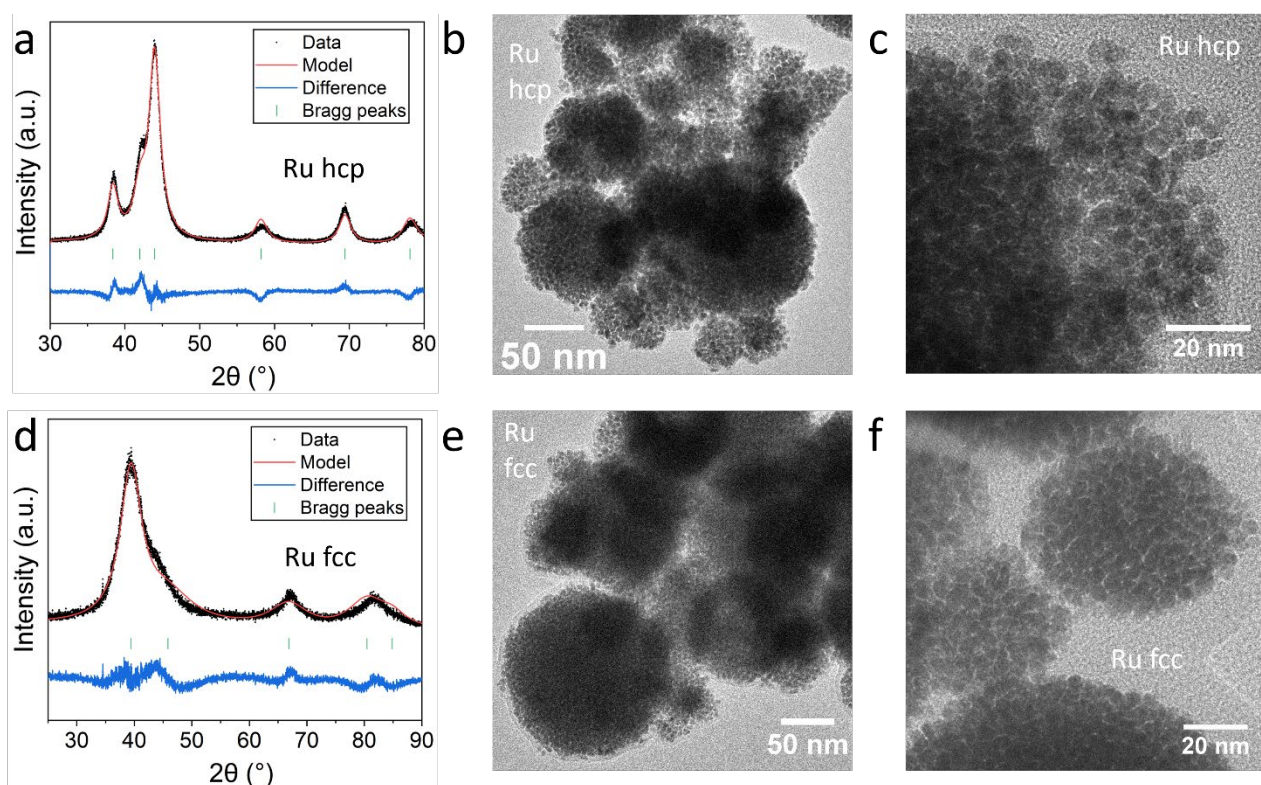 a
Intensity (a.u.)
Data
Model
Difference
Bragg peaks
Ru hcp
30 40 50 60 70 80
2θ (°)
b
Ru
hcp
50 nm
c
Ru hcp
20 nm
d
Intensity (a.u.)
Data
Model
Difference
Bragg peaks
Ru fcc
30 40 50 60 70 80 90
2θ (°)
e
Ru
fcc
50 nm
f
Ru fcc
20 nm